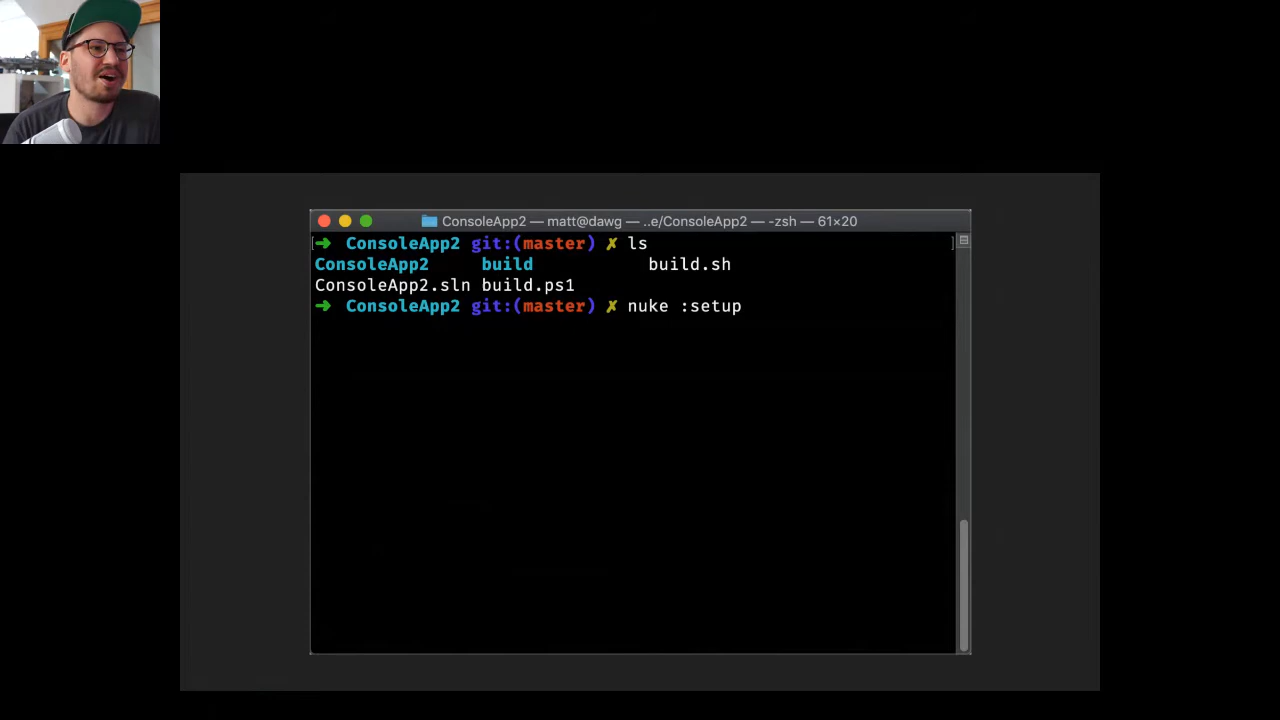 ConsoleApp2 — matt@dawg — ..e/ConsoleApp2 — -zsh — 61×20
[➜ ConsoleApp2 git:(master) ✗ ls ]
ConsoleApp2 build build.sh
ConsoleApp2.sln build.ps1
➜ ConsoleApp2 git:(master) ✗ nuke :setup